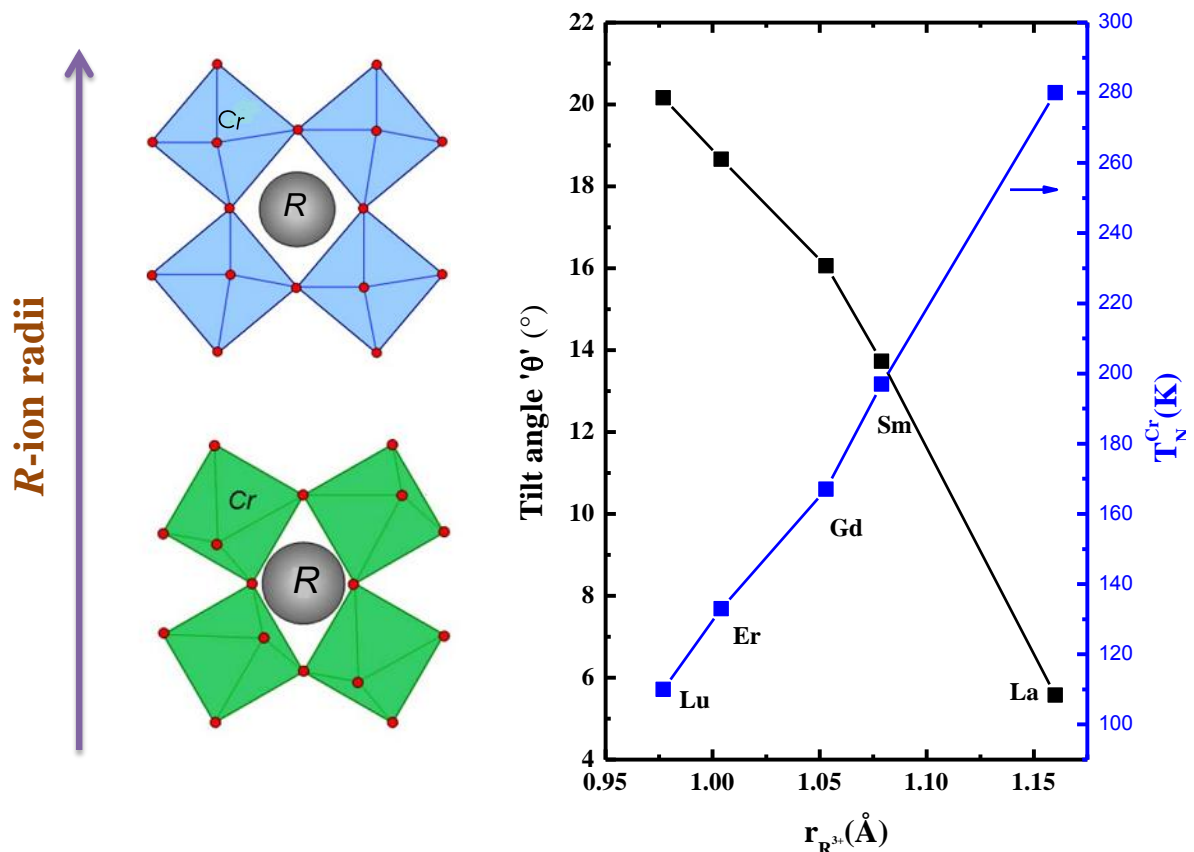 R-ion radii
Cr
R
Cr
R
Tilt angle 'θ' (°)
22
20
18
16
14
12
10
8
6
4
0.95
1.00
1.05
1.10
1.15
r_R³⁺(Å)
300
280
260
240
220
200
180
160
140
120
100
T_N^Cr(K)
Sm
Gd
Er
Lu
La